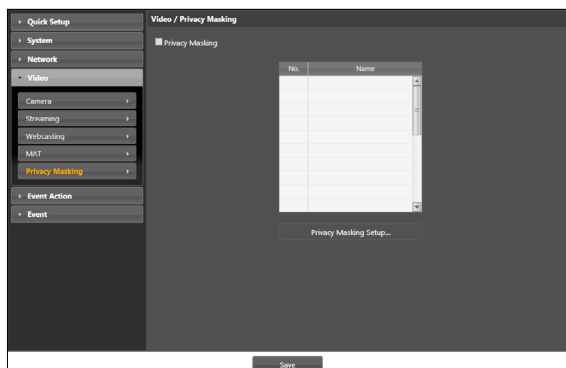 Quick Setup
System
Network
Video
Camera
Streaming
Webcasting
MAT
Privacy Masking
Event Action
Event
Video / Privacy Masking
Privacy Masking
No. Name
Privacy Masking Setup...
Save